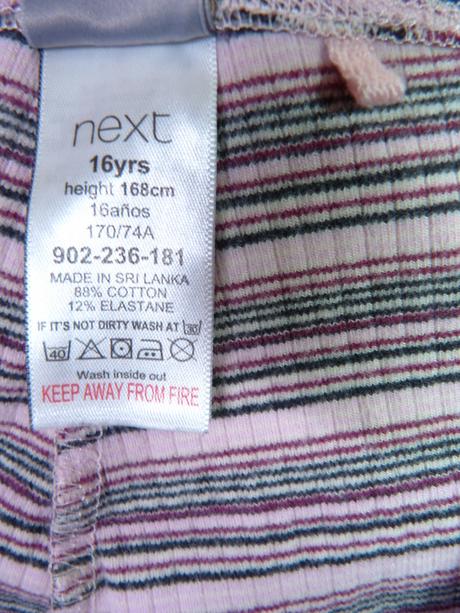 next
16yrs
height 168cm
16años
170/74A
902-236-181
MADE IN SRI LANKA
88% COTTON
12% ELASTANE
IF IT'S NOT DIRTY WASH AT 30
40
Wash inside out
KEEP AWAY FROM FIRE